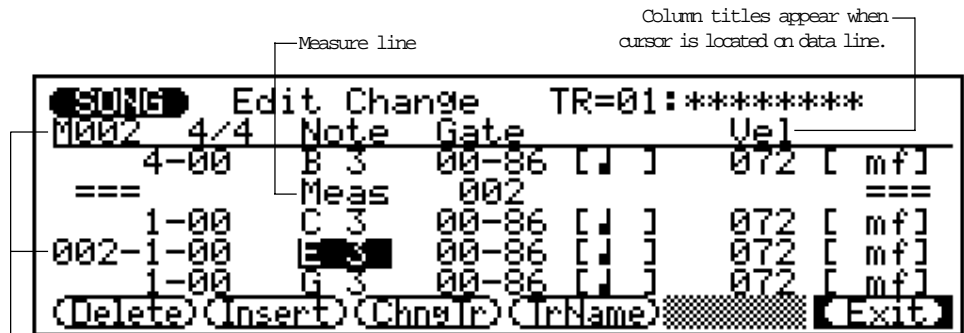 Column titles appear when
Measure line
cursor is located on data line.
SONG Edit Change TR=01:********
M002 4/4 Note Gate Vel
4-00 B 3 00-86 [♩ ] 072 [ mf]
=== Meas 002 ===
1-00 C 3 00-86 [♩ ] 072 [ mf]
002-1-00 E 3 00-86 [♩ ] 072 [ mf]
1-00 G 3 00-86 [♩ ] 072 [ mf]
Delete Insert ChngTr TrName Exit